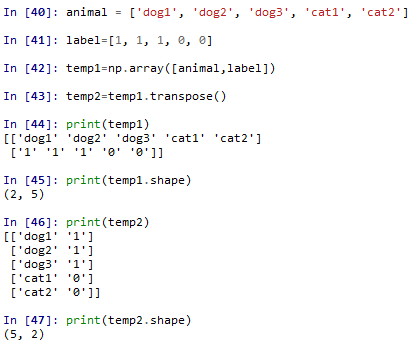 In [40]: animal = ['dog1', 'dog2', 'dog3', 'cat1', 'cat2']
In [41]: label=[1, 1, 1, 0, 0]
In [42]: temp1=np.array([animal,label])
In [43]: temp2=temp1.transpose()
In [44]: print(temp1)
[['dog1' 'dog2' 'dog3' 'cat1' 'cat2']
 ['1' '1' '1' '0' '0']]
In [45]: print(temp1.shape)
(2, 5)
In [46]: print(temp2)
[['dog1' '1']
 ['dog2' '1']
 ['dog3' '1']
 ['cat1' '0']
 ['cat2' '0']]
In [47]: print(temp2.shape)
(5, 2)